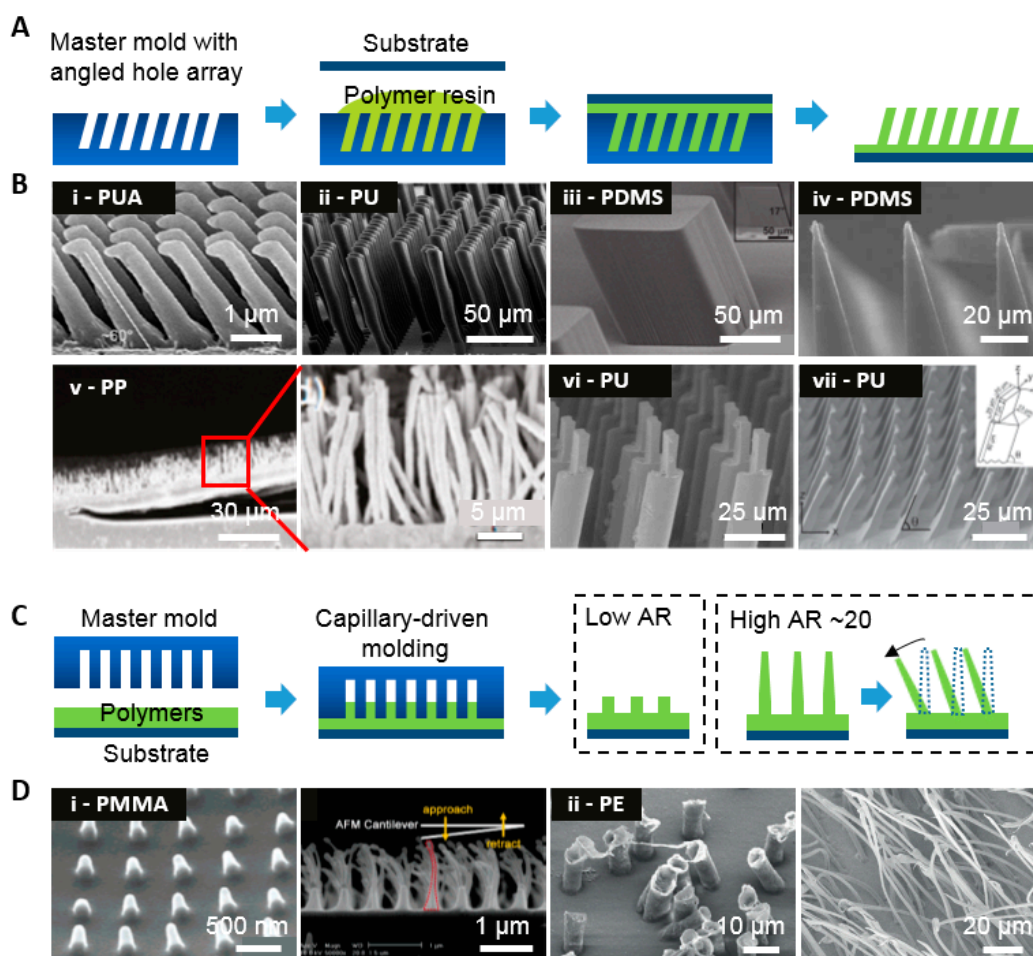 A
Master mold with
angled hole array
Substrate
Polymer resin
B
i - PUA
~60°
1 µm
ii - PU
50 µm
iii - PDMS
17°
50 µm
50 µm
iv - PDMS
20 µm
v - PP
30 µm
5 µm
vi - PU
25 µm
vii - PU
θ
x
25 µm
C
Master mold
Polymers
Substrate
Capillary-driven
molding
Low AR
High AR ~20
D
i - PMMA
500 nm
approach
AFM Cantilever
retract
1 µm
1 µm
ii - PE
10 µm
20 µm